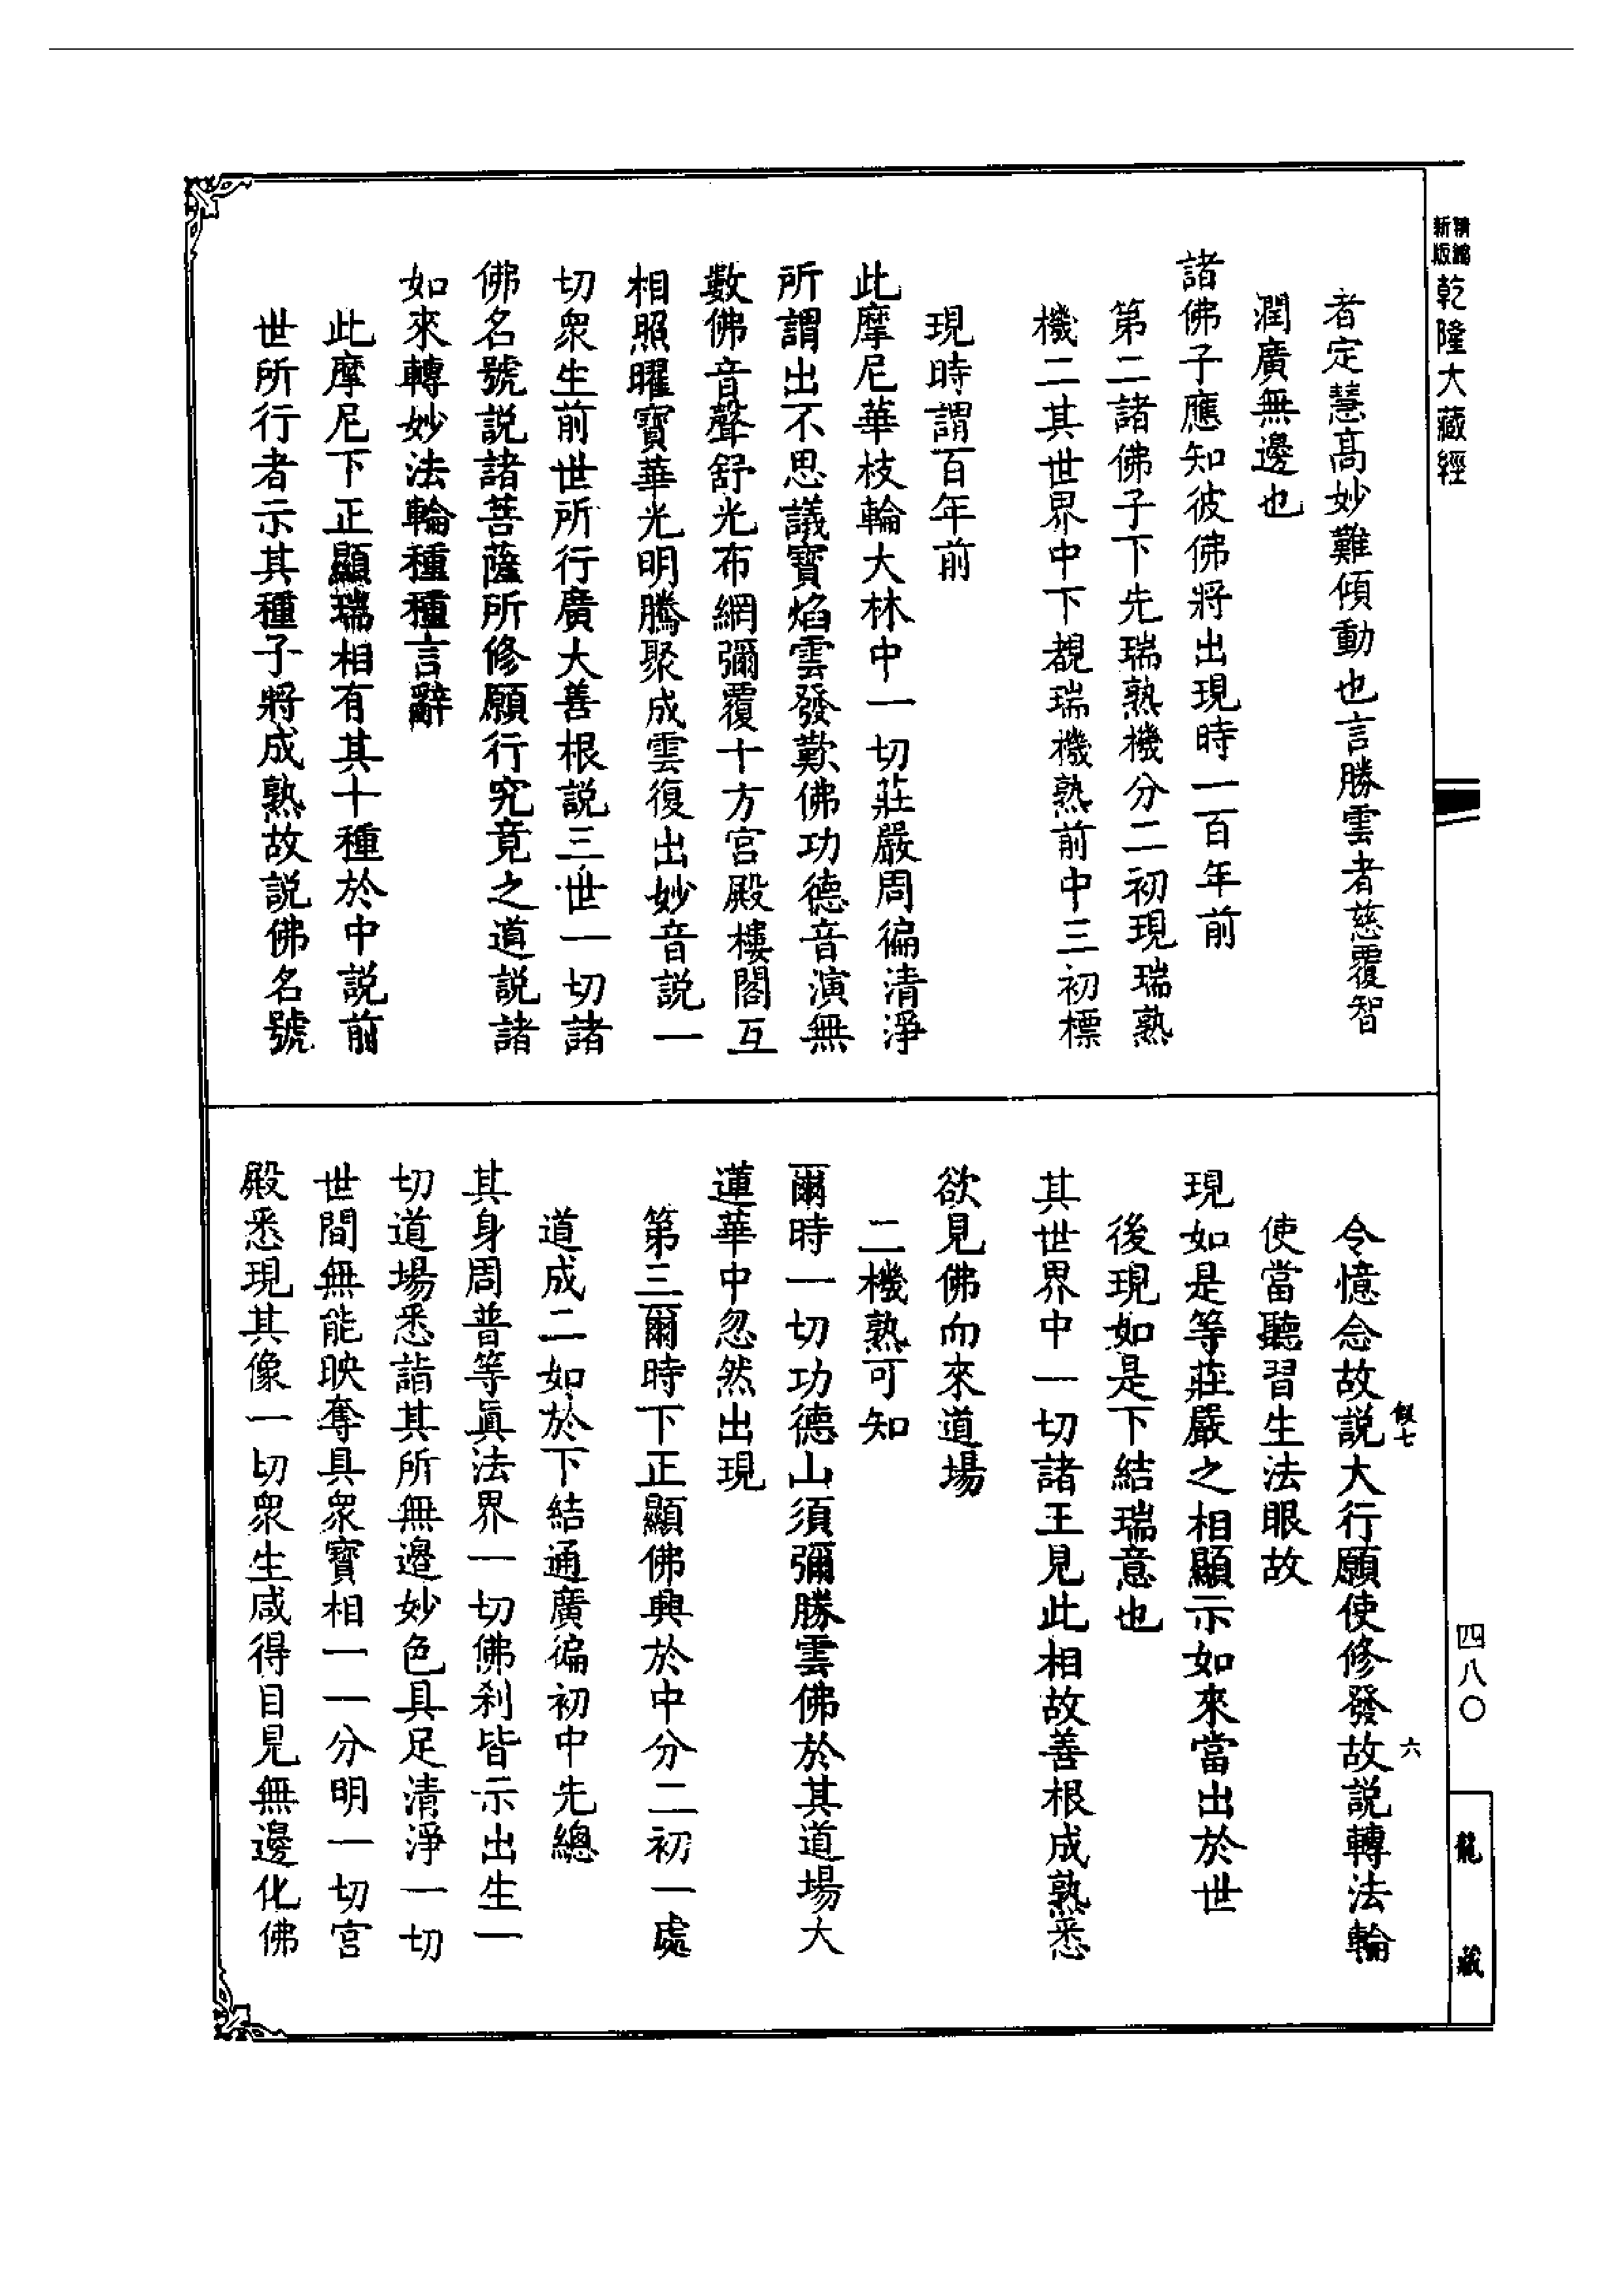 精縮
新版
乾隆大藏經
者定慧高妙難傾動也言勝雲者慈覆智
潤廣無邊也
諸佛子應知彼佛將出現時一百年前
第二諸佛子下先瑞熟機分二初現瑞熟
機二其世界中下覩瑞機熟前中三初標
現時謂百年前
此摩尼華枝輪大林中一切莊嚴周徧清淨
所謂出不思議寶焰雲發歎佛功德音演無
數佛音聲舒光布網彌覆十方宮殿樓閣互
相照曜寶華光明騰聚成雲復出妙音說一
切衆生前世所行廣大善根說三世一切諸
佛名號說諸菩薩所修願行究竟之道說諸
如來轉妙法輪種種言辭
此摩尼下正顯瑞相有其十種於中說前
世所行者示其種子將成熟故說佛名號
令憶念故說大行願使修發故說轉法輪
使當聽習生法眼故
現如是等莊嚴之相顯示如來當出於世
後現如是下結瑞意也
其世界中一切諸王見此相故善根成熟悉
欲見佛而來道場
二機熟可知
爾時一切功德山須彌勝雲佛於其道場大
蓮華中忽然出現
第三爾時下正顯佛興於中分二初一處
道成二如於下結通廣徧初中先總
其身周普等眞法界一切佛刹皆示出生一
切道場悉詣其所無邊妙色具足清淨一切
世間無能映奪具衆寶相一一分明一切宮
殿悉現其像一切衆生咸得目見無邊化佛
六
四八〇
龍藏